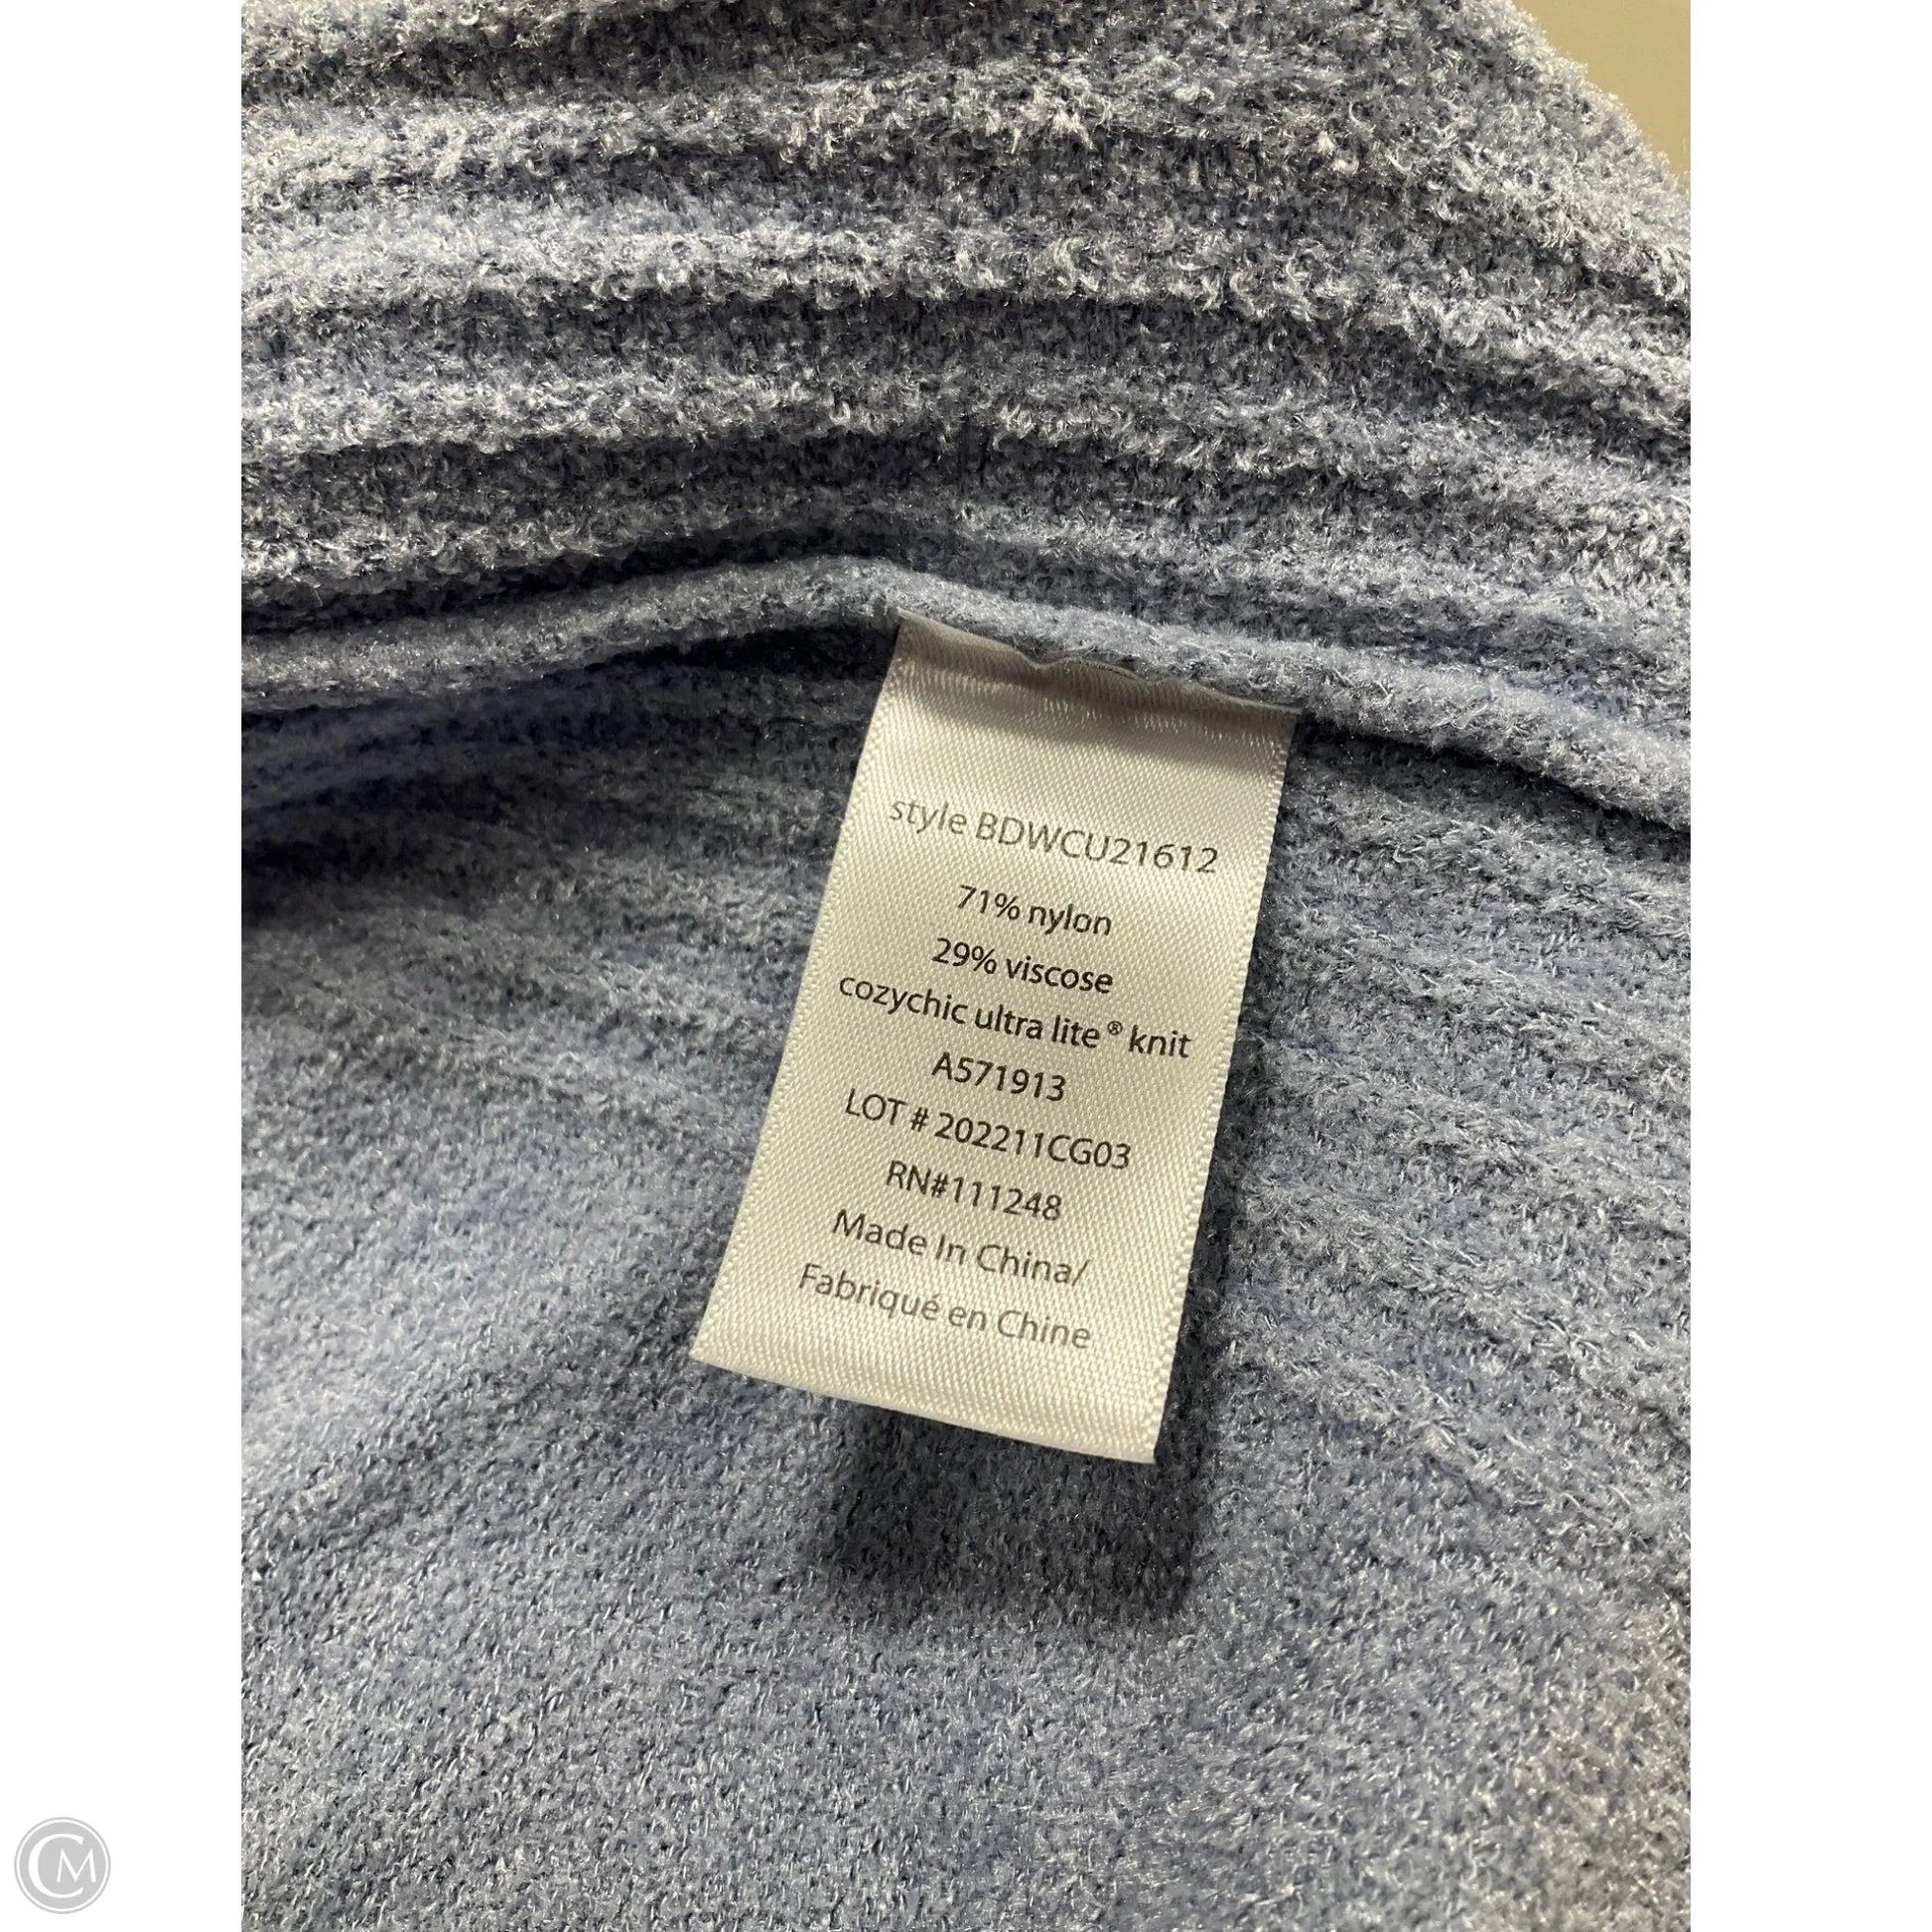 style BDWCU21612
71% nylon
29% viscose
cozychic ultra lite® knit
A571913
LOT # 202211CG03
RN#111248
Made In China/
Fabriqué en Chine
CM